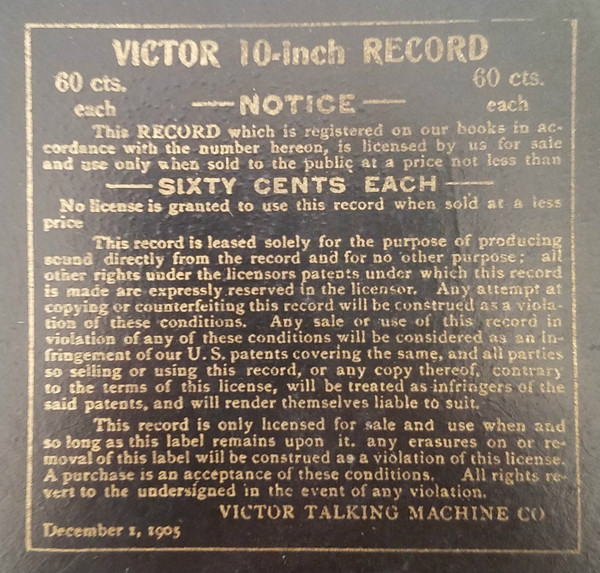 VICTOR 10-inch RECORD
60 cts. 60 cts.
each each
NOTICE
This RECORD which is registered on our books in ac-
cordance with the number hereon, is licensed by us for sale
and use only when sold to the public at a price not less than
SIXTY CENTS EACH
No license is granted to use this record when sold at a less
price
This record is leased solely for the purpose of producing
sound directly from the record and for no other purpose; all
other rights under the licensors patents under which this record
is made are expressly reserved in the licensor. Any attempt at
copying or counterfeiting this record will be construed as a viola-
tion of these conditions. Any sale or use of this record in
violation of any of these conditions will be considered as an in-
fringement of our U. S. patents covering the same, and all parties
so selling or using this record, or any copy thereof, contrary
to the terms of this license, will be treated as infringers of the
said patents, and will render themselves liable to suit.
This record is only licensed for sale and use when and
so long as this label remains upon it. any erasures on or re-
moval of this label will be construed as a violation of this license.
A purchase is an acceptance of these conditions. All rights re-
vert to the undersigned in the event of any violation.
VICTOR TALKING MACHINE CO
December 1, 1905